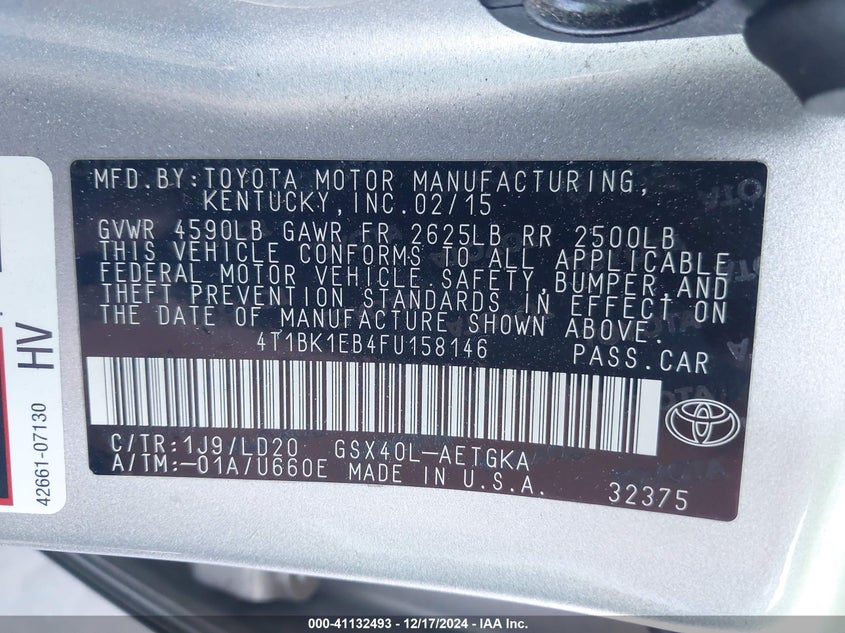 MFD.BY:TOYOTA MOTOR MANUFACTURING,
KENTUCKY, INC.02/15
GVWR 4590LB GAWR FR 2625LB RR 2500LB
THIS VEHICLE CONFORMS TO ALL APPLICABLE
FEDERAL MOTOR VEHICLE SAFETY, BUMPER, AND
THEFT PREVENTION STANDARDS IN EFFECT ON
THE DATE OF MANUFACTURE SHOWN ABOVE.
4T1BK1EB4FU158146 PASS.CAR
C/TR:1J9/LD20 GSX40L-AETGKA
A/TM:-01A/U660E MADE IN U.S.A.
32375
HV
42661-07130
000-41132493 - 12/17/2024 - IAA Inc.